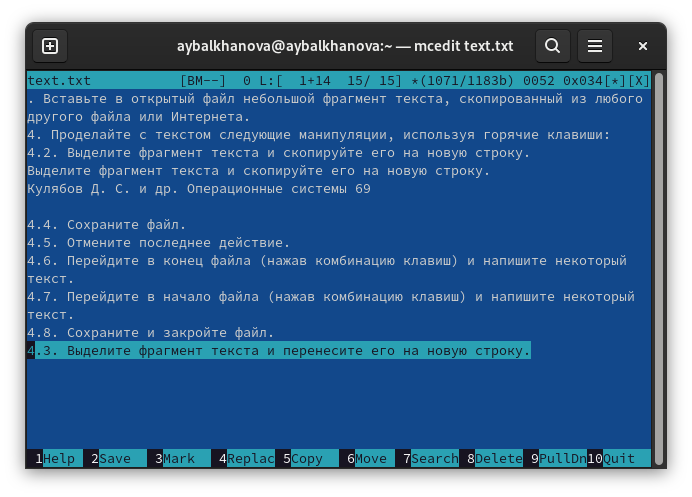 aybalkhanova@aybalkhanova:~ — mcedit text.txt
text.txt [BM--] 0 L:[ 1+14 15/ 15] *(1071/1183b) 0052 0x034[*][X]
. Вставьте в открытый файл небольшой фрагмент текста, скопированный из любого
другого файла или Интернета.
4. Проделайте с текстом следующие манипуляции, используя горячие клавиши:
4.2. Выделите фрагмент текста и скопируйте его на новую строку.
Выделите фрагмент текста и скопируйте его на новую строку.
Кулябов Д. С. и др. Операционные системы 69
4.4. Сохраните файл.
4.5. Отмените последнее действие.
4.6. Перейдите в конец файла (нажав комбинацию клавиш) и напишите некоторый
текст.
4.7. Перейдите в начало файла (нажав комбинацию клавиш) и напишите некоторый
текст.
4.8. Сохраните и закройте файл.
4.3. Выделите фрагмент текста и перенесите его на новую строку.
1Help 2Save 3Mark 4Replac 5Copy 6Move 7Search 8Delete 9PullDn 10Quit